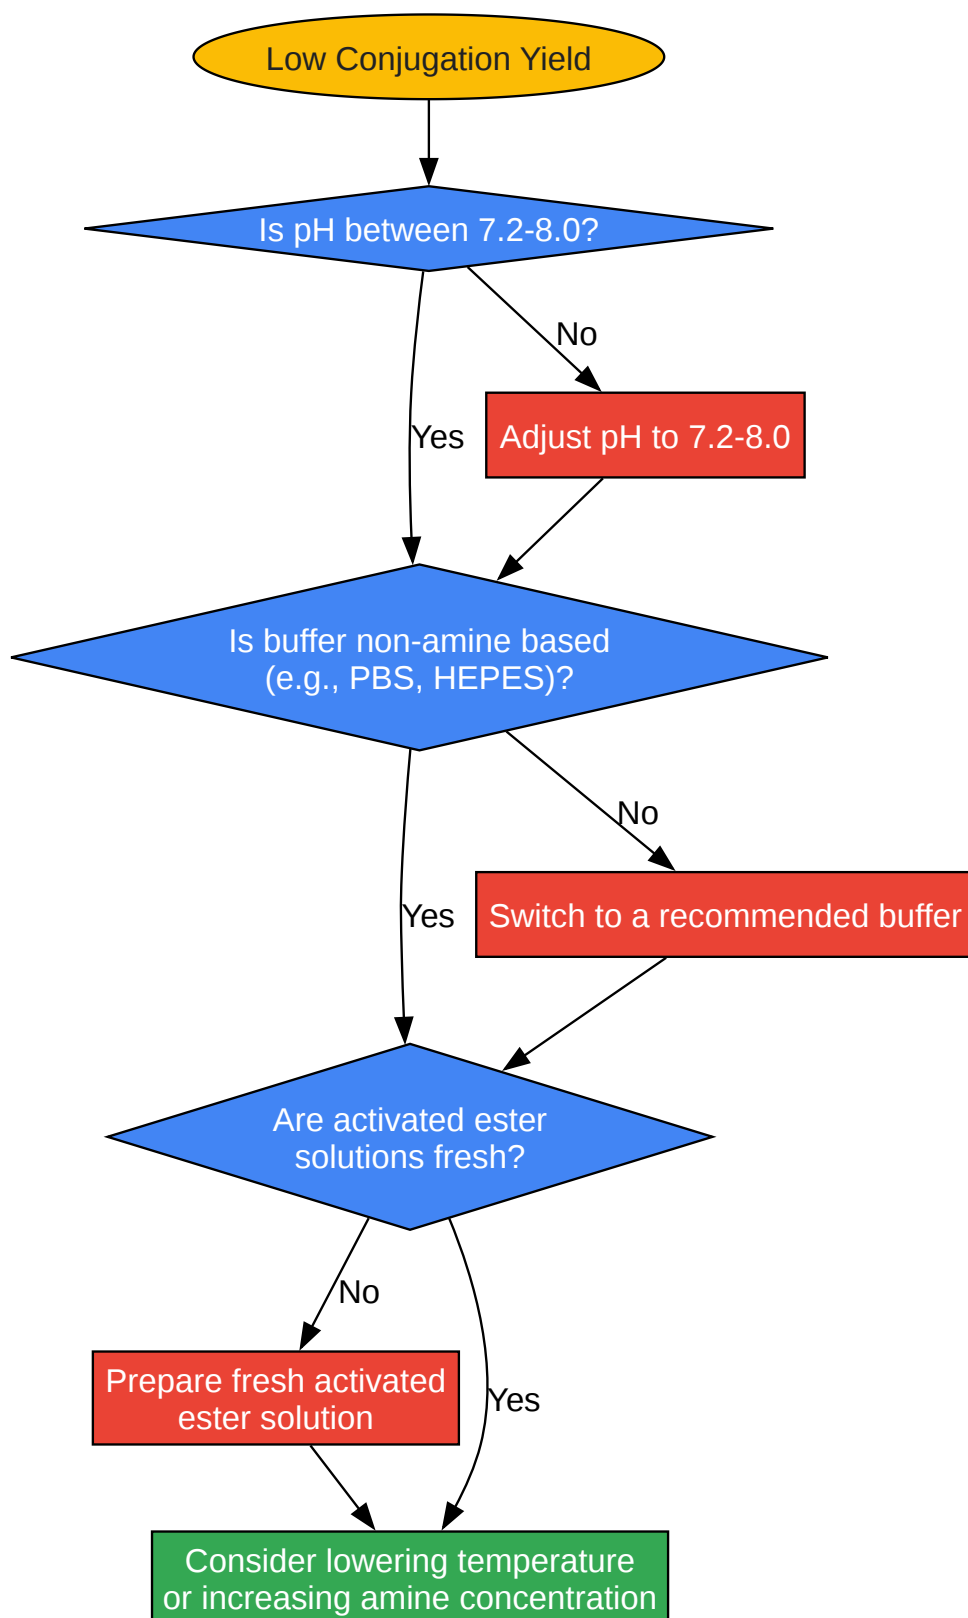 Low Conjugation Yield
Is pH between 7.2-8.0?
No
Yes
Adjust pH to 7.2-8.0
Is buffer non-amine based
(e.g., PBS, HEPES)?
No
Yes
Switch to a recommended buffer
Are activated ester
solutions fresh?
No
Prepare fresh activated
ester solution
Yes
Consider lowering temperature
or increasing amine concentration